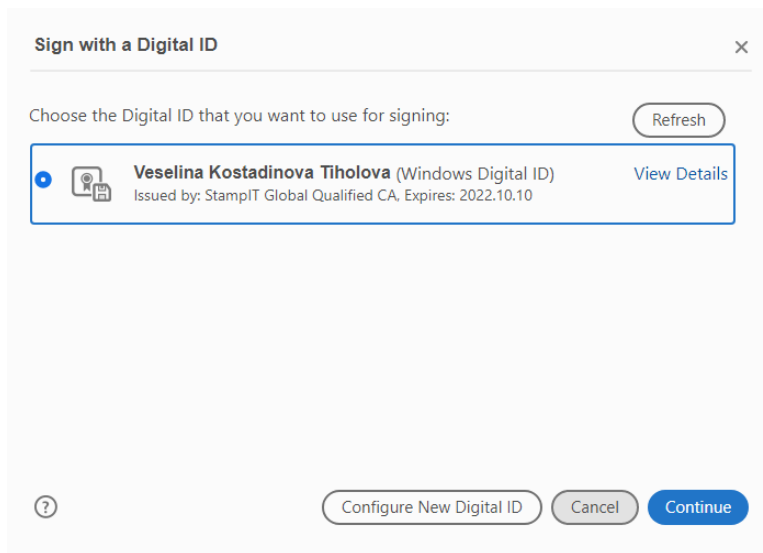 Sign with a Digital ID
Choose the Digital ID that you want to use for signing:
Refresh
Veselina Kostadinova Tiholova (Windows Digital ID)
View Details
Issued by: StampIT Global Qualified CA, Expires: 2022.10.10
?
Configure New Digital ID
Cancel
Continue